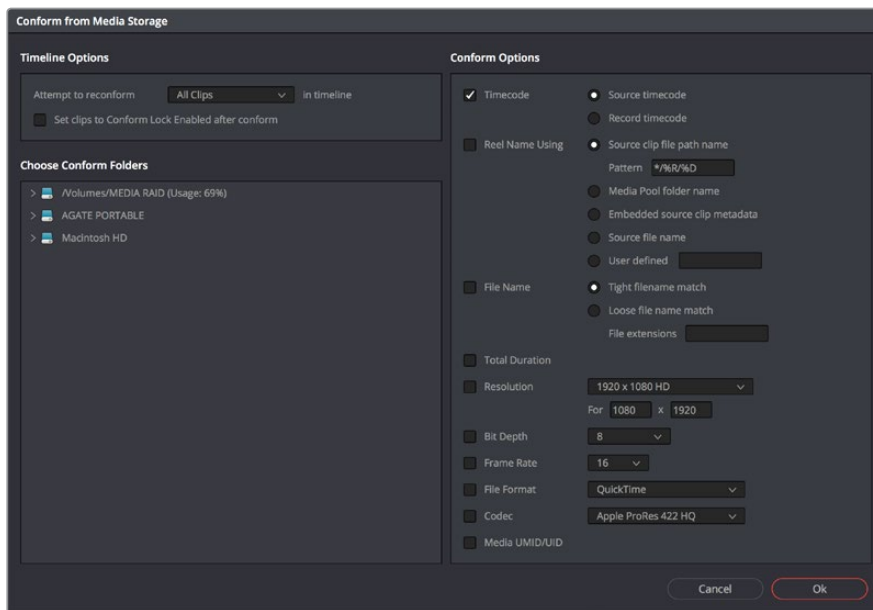 Conform from Media Storage
Timeline Options
Attempt to reconform All Clips in timeline
Set clips to Conform Lock Enabled after conform
Choose Conform Folders
/Volumes/MEDIA RAID (Usage: 69%)
AGATE PORTABLE
Macintosh HD
Conform Options
Timecode Source timecode
Record timecode
Reel Name Using Source clip file path name
Pattern */%R/%D
Media Pool folder name
Embedded source clip metadata
Source file name
User defined
File Name Tight filename match
Loose file name match
File extensions
Total Duration
Resolution 1920 x 1080 HD
For 1080 x 1920
Bit Depth 8
Frame Rate 16
File Format QuickTime
Codec Apple ProRes 422 HQ
Media UMID/UID
Cancel Ok